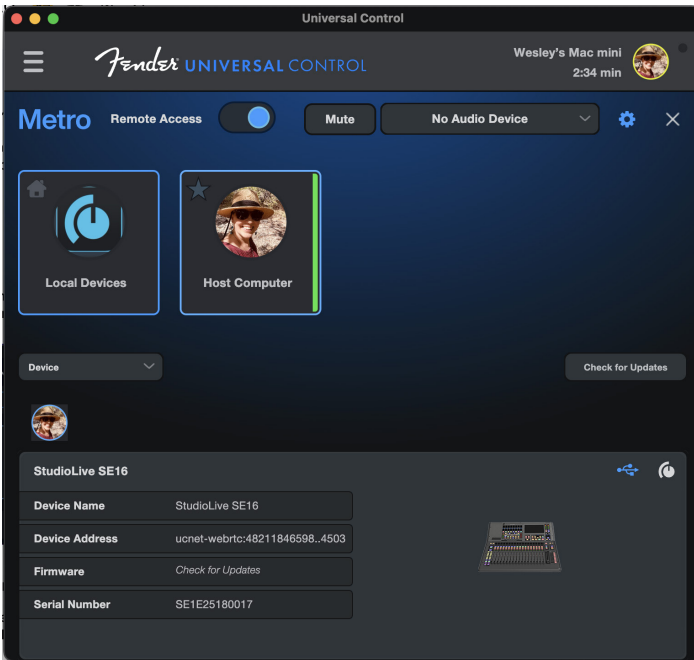 Universal Control
Fender UNIVERSAL CONTROL
Wesley's Mac mini
2:34 min
Metro Remote Access Mute No Audio Device
Local Devices Host Computer
Device Check for Updates
StudioLive SE16
Device Name StudioLive SE16
Device Address ucnet-webrtc:48211846598..4503
Firmware Check for Updates
Serial Number SE1E25180017